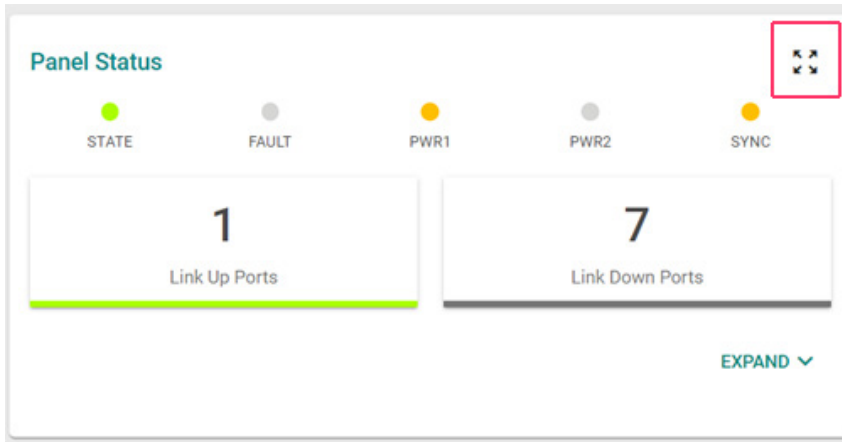 Panel Status
STATE FAULT PWR1 PWR2 SYNC
1 7
Link Up Ports Link Down Ports
EXPAND